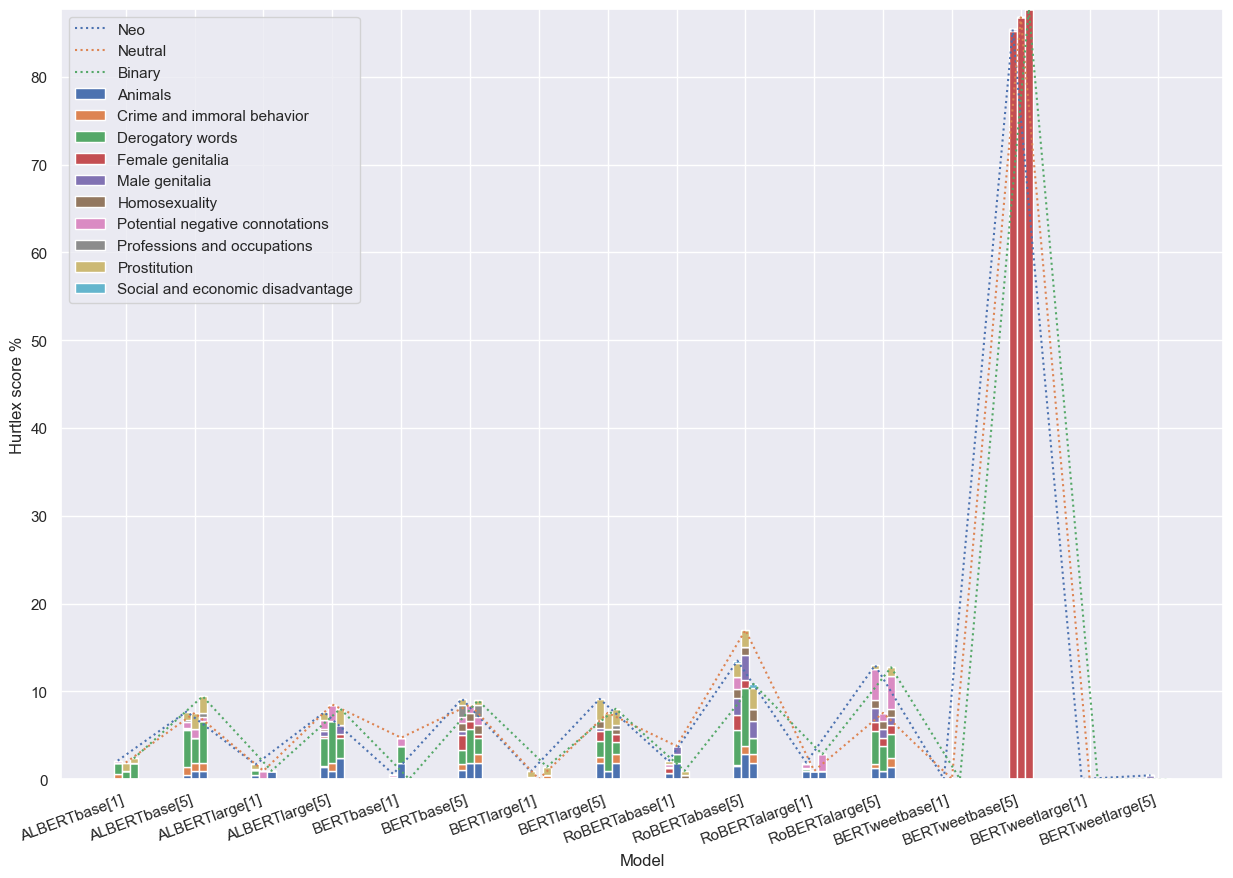 Neo
Neutral
Binary
Animals
Crime and immoral behavior
Derogatory words
Female genitalia
Male genitalia
Homosexuality
Potential negative connotations
Professions and occupations
Prostitution
Social and economic disadvantage
Hurtlex score %
80
70
60
50
40
30
20
10
0
ALBERTbase[1]
ALBERTbase[5]
ALBERTlarge[1]
ALBERTlarge[5]
BERTbase[1]
BERTbase[5]
BERTlarge[1]
BERTlarge[5]
RoBERTabase[1]
RoBERTabase[5]
RoBERTalarge[1]
RoBERTalarge[5]
BERTweetbase[1]
BERTweetbase[5]
BERTweetlarge[1]
BERTweetlarge[5]
Model